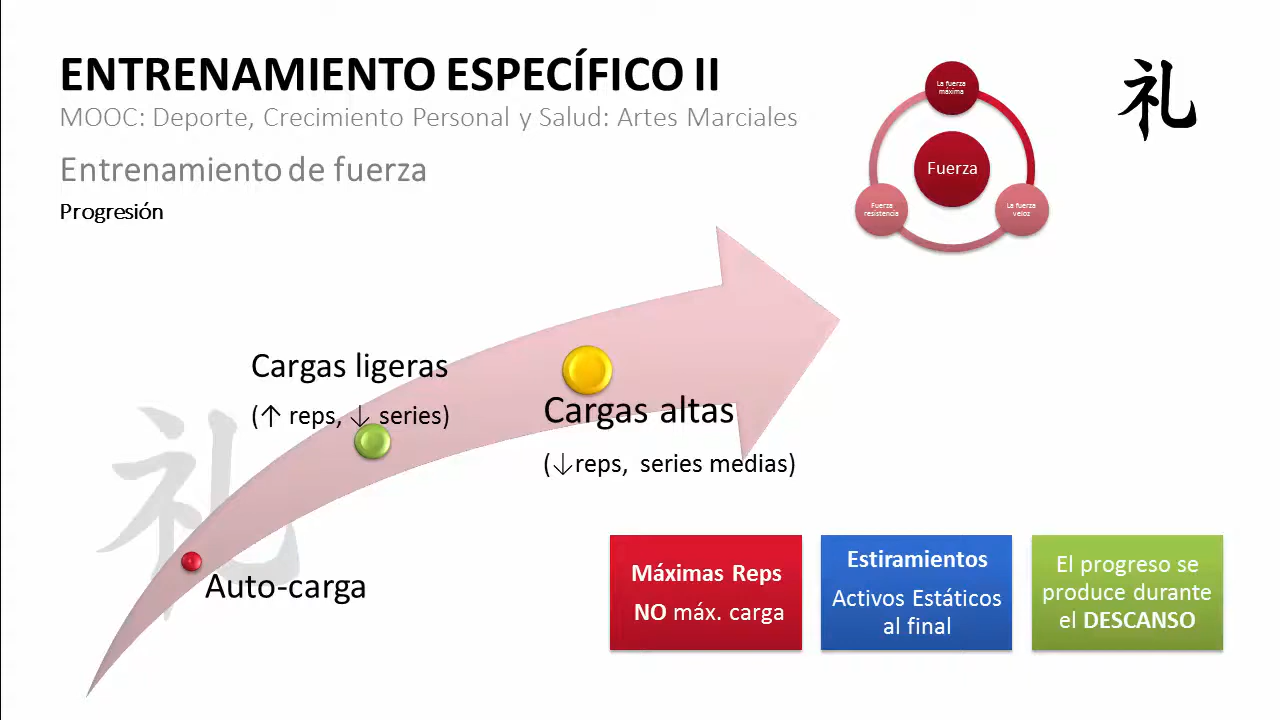 ENTRENAMIENTO ESPECÍFICO II
MOOC: Deporte, Crecimiento Personal y Salud: Artes Marciales
Entrenamiento de fuerza
Progresión
礼
La fuerza
máxima
Fuerza
Fuerza
resistencia
La fuerza
veloz
Cargas ligeras
(↑ reps, ↓ series)
Cargas altas
(↓reps, series medias)
礼
Auto-carga
Máximas Reps
NO máx. carga
Estiramientos
Activos Estáticos
al final
El progreso se
produce durante
el DESCANSO